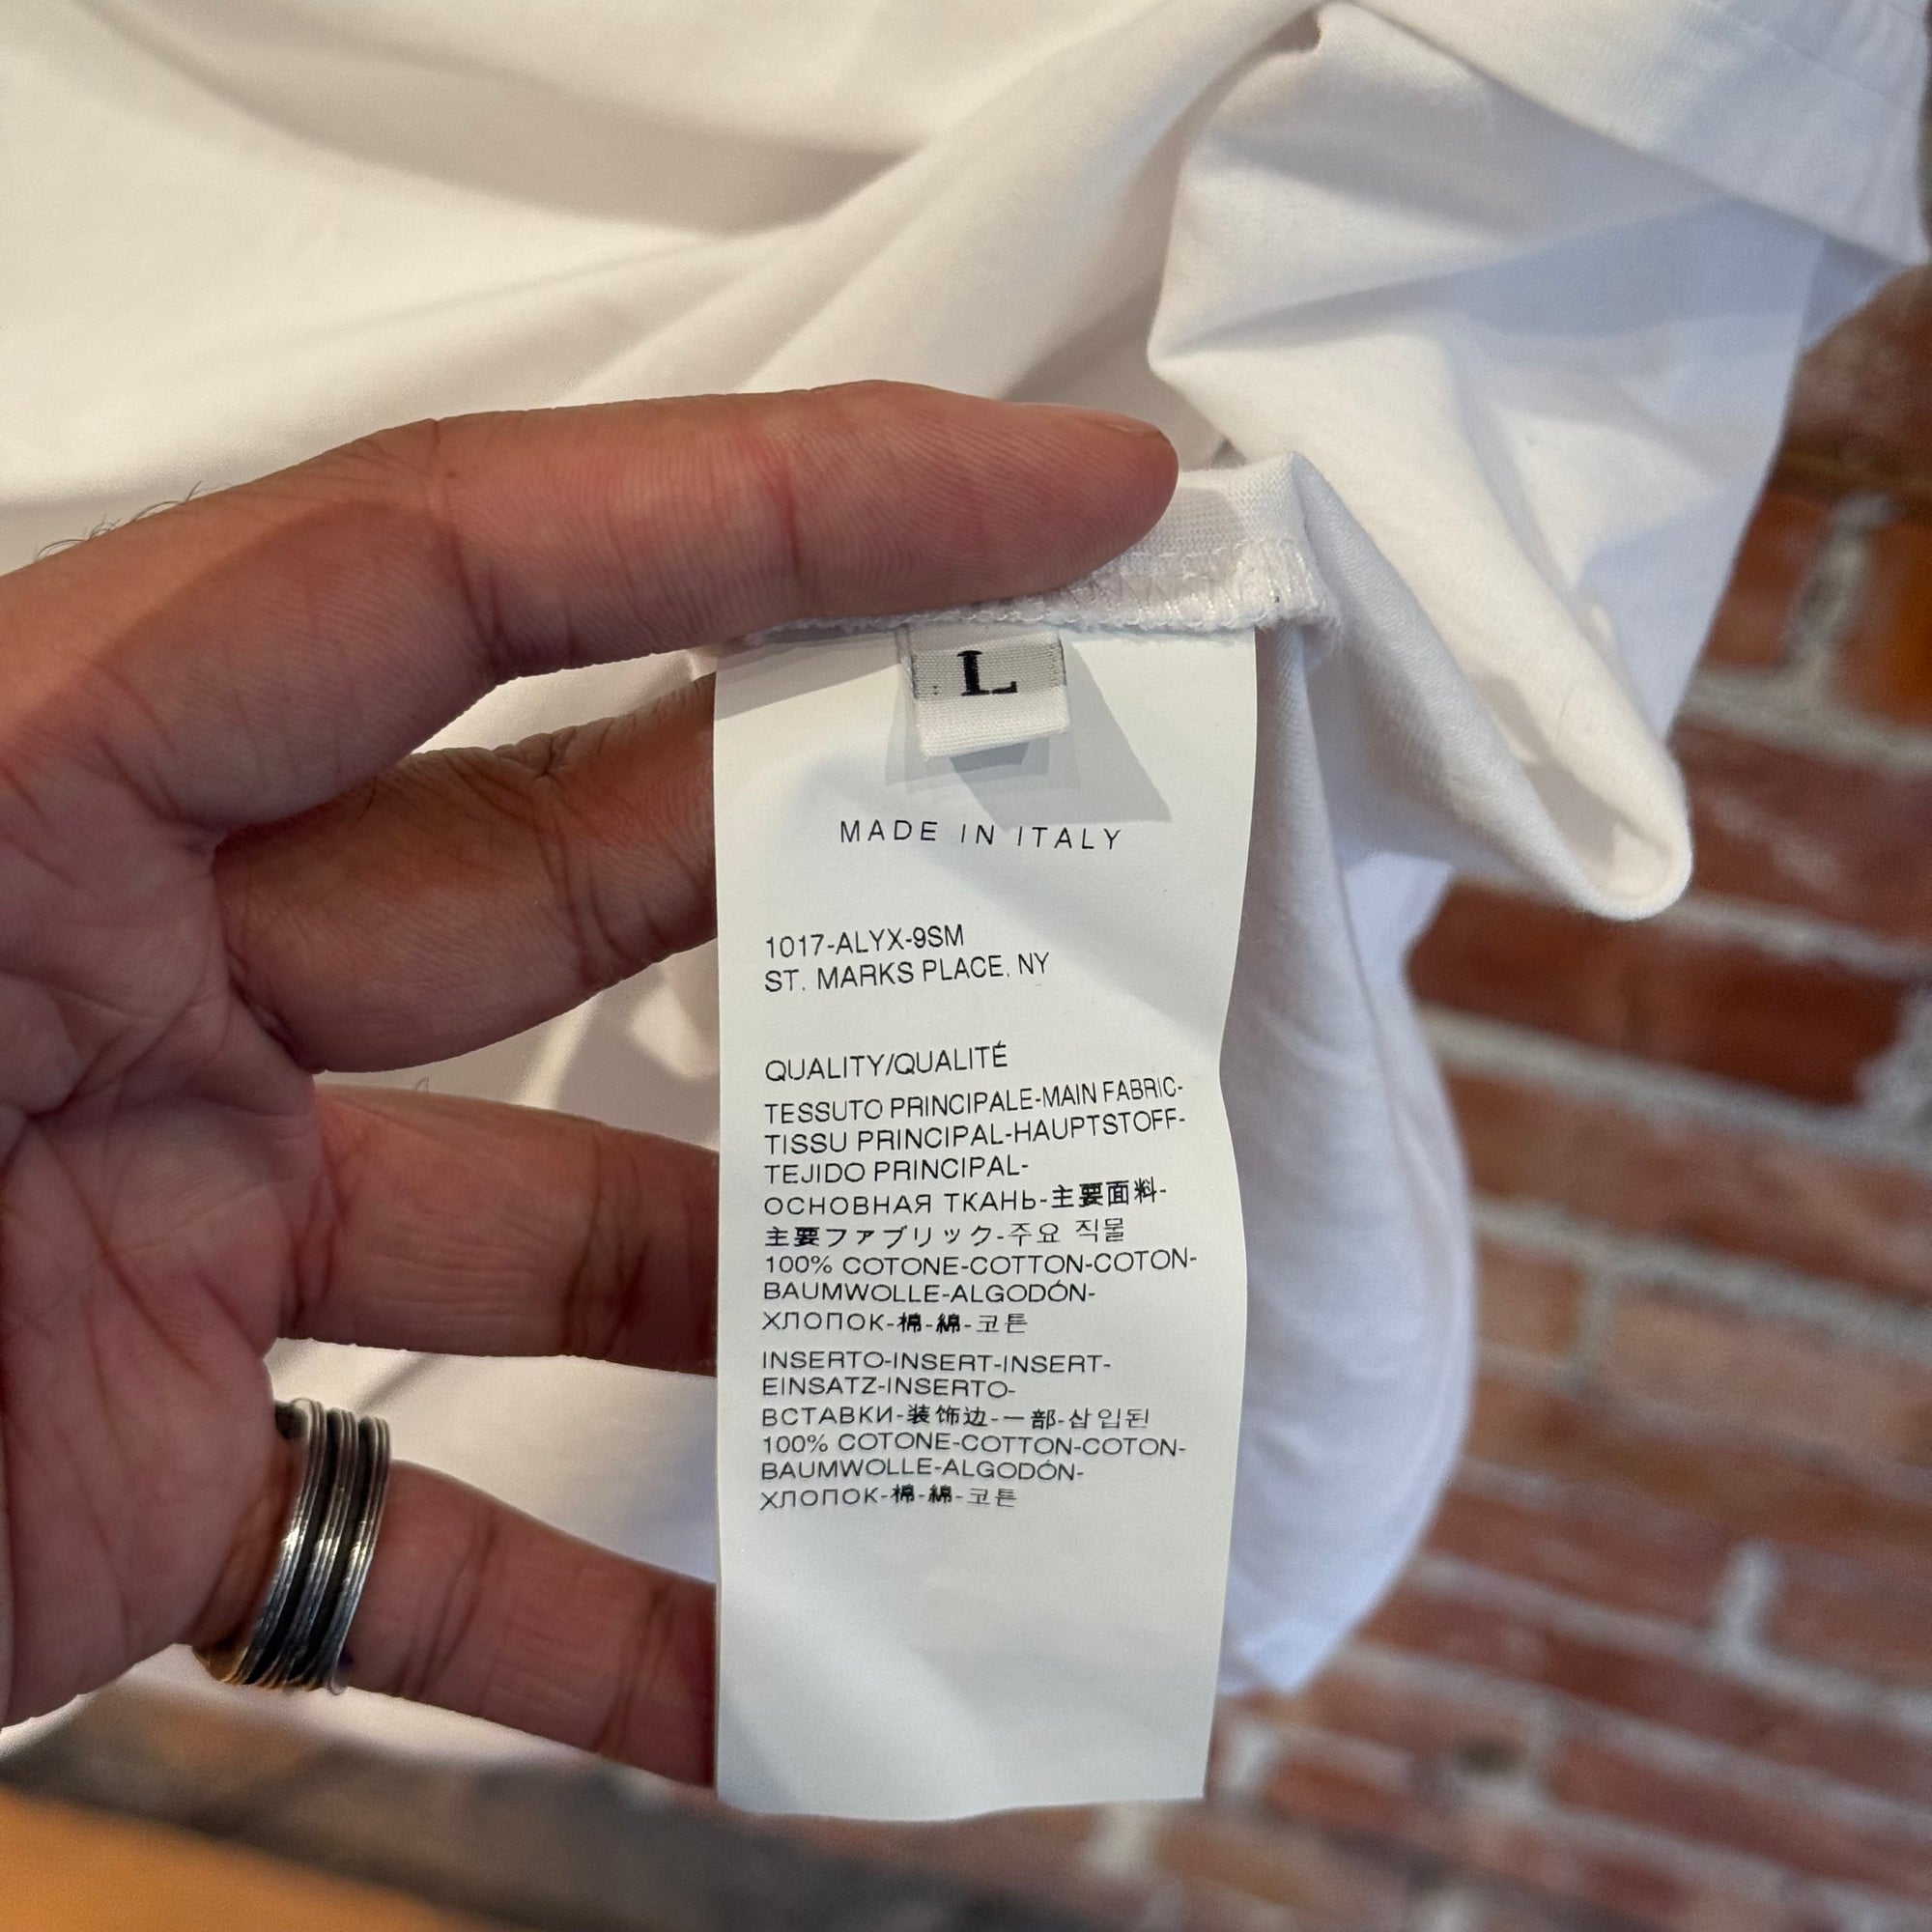 L
MADE IN ITALY
1017-ALYX-9SM
ST. MARKS PLACE, NY
QUALITY/QUALITÉ
TESSUTO PRINCIPALE-MAIN FABRIC-
TISSU PRINCIPAL-HAUPTSTOFF-
TEJIDO PRINCIPAL-
ОСНОВНАЯ ТКАНЬ-主要面料-
主要ファブリック-주요 직물
100% COTONE-COTTON-COTON-
BAUMWOLLE-ALGODÓN-
ХЛОПОК-棉-綿-코튼
INSERTO-INSERT-INSERT-
EINSATZ-INSERTO-
ВСТАВКИ-装饰边-一部-삽입된
100% COTONE-COTTON-COTON-
BAUMWOLLE-ALGODÓN-
ХЛОПОК-棉-綿-코튼